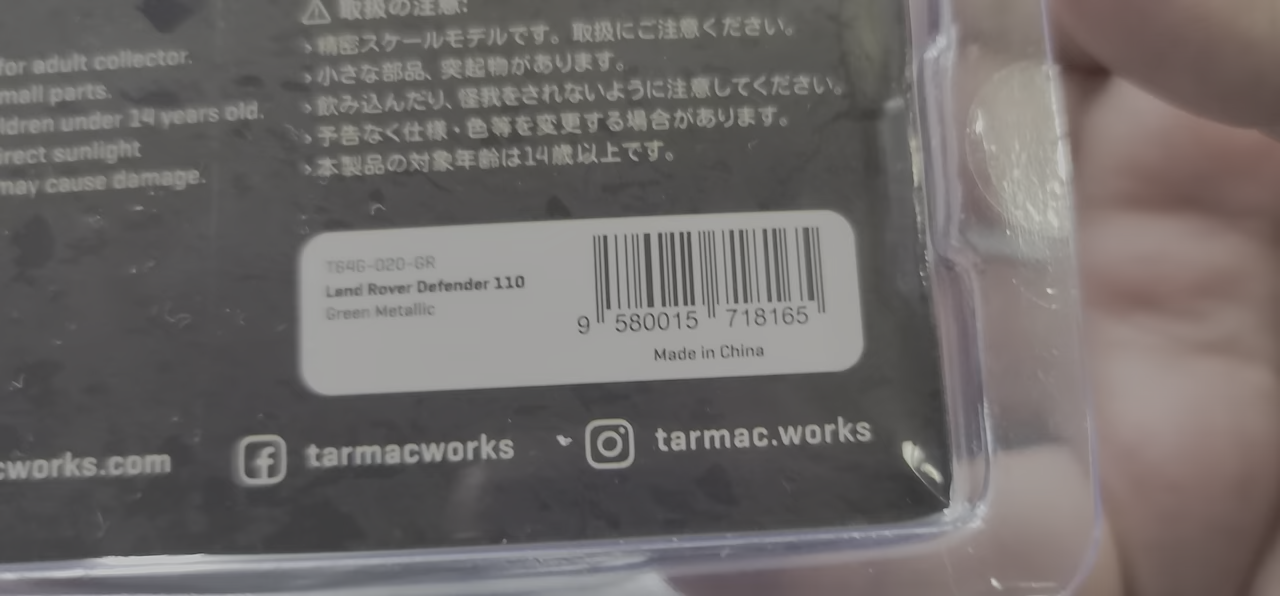 for adult collector.
mall parts.
ldren under 14 years old.
irect sunlight
may cause damage.
取扱の注意:
›精密スケールモデルです。取扱にご注意ください。
›小さな部品、突起物があります。
›飲み込んだり、怪我をされないように注意してください。
›予告なく仕様・色等を変更する場合があります。
›本製品の対象年齢は14歳以上です。
T64G-020-GR
Land Rover Defender 110
Green Metallic
9 580015 718165
Made in China
cworks.com
tarmacworks
tarmac.works